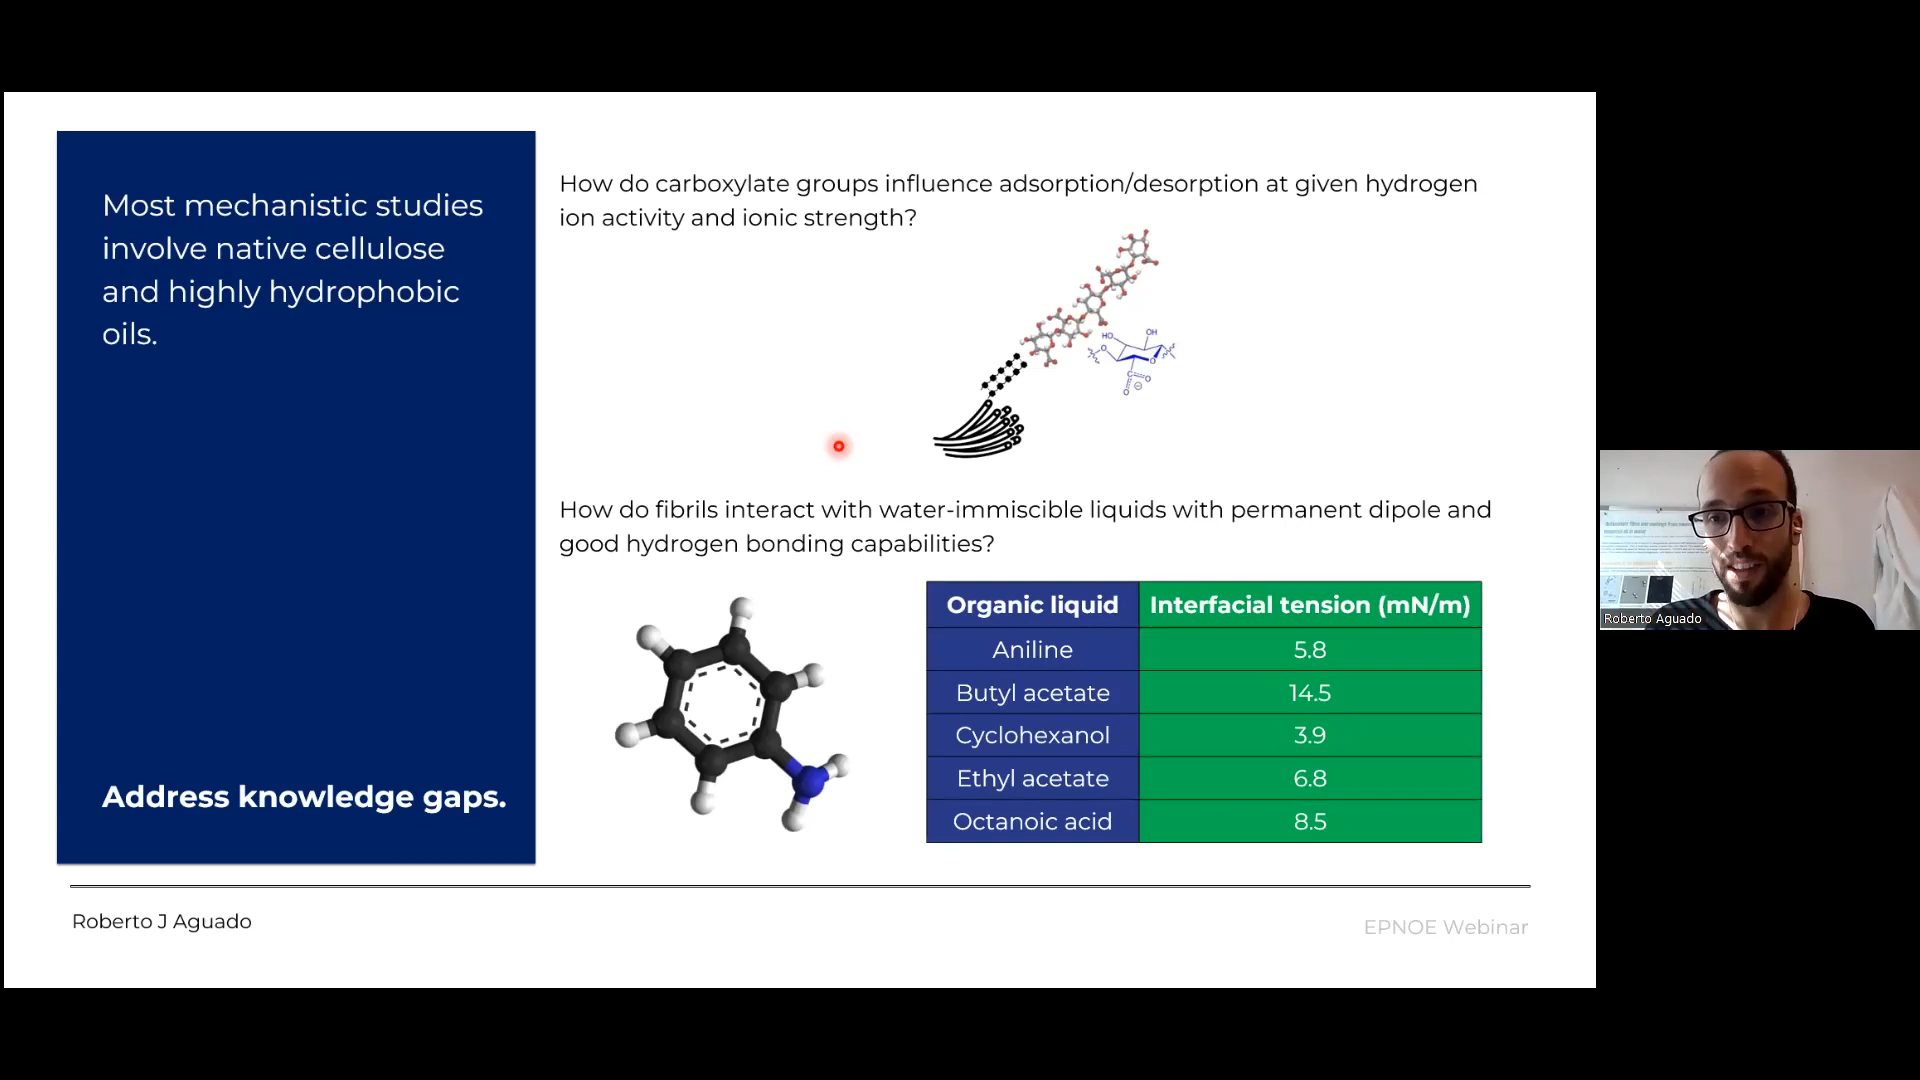 Most mechanistic studies
involve native cellulose
and highly hydrophobic
oils.
Address knowledge gaps.
How do carboxylate groups influence adsorption/desorption at given hydrogen
ion activity and ionic strength?
HO
OH
O
O
C
O
O
⊖
How do fibrils interact with water-immiscible liquids with permanent dipole and
good hydrogen bonding capabilities?
Organic liquid Interfacial tension (mN/m)
Aniline 5.8
Butyl acetate 14.5
Cyclohexanol 3.9
Ethyl acetate 6.8
Octanoic acid 8.5
Roberto J Aguado
EPNOE Webinar
Roberto Aguado